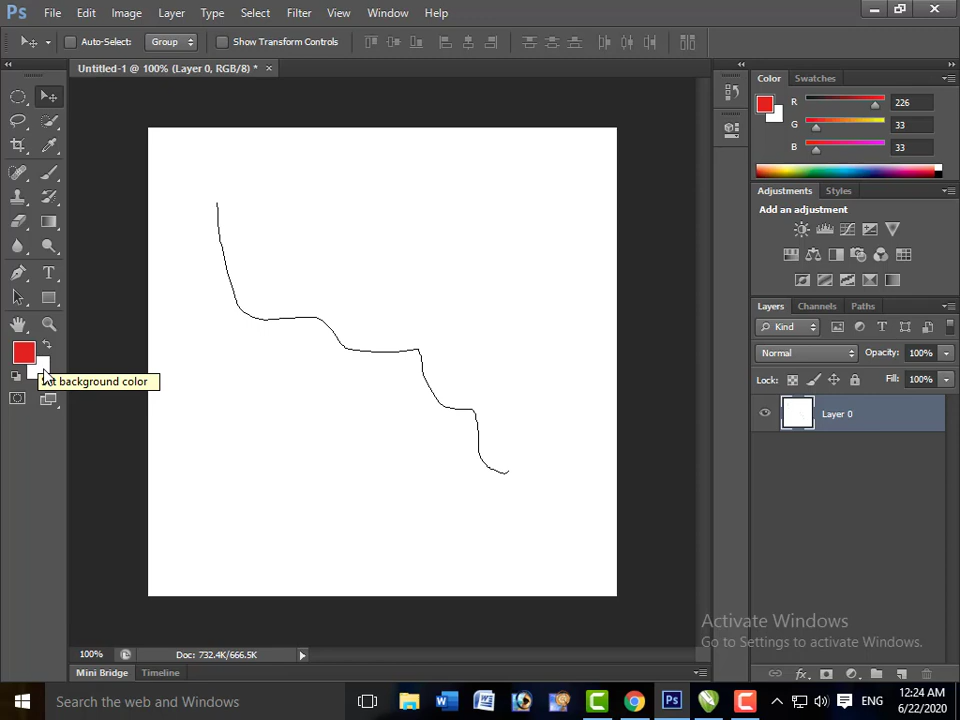 Ps File Edit Image Layer Type Select Filter View Window Help
Auto-Select: Group Show Transform Controls
Untitled-1 @ 100% (Layer 0, RGB/8) * ×
Color Swatches
R 226
G 33
B 33
Adjustments Styles
Add an adjustment
Layers Channels Paths
Kind
Normal Opacity: 100%
Lock: Fill: 100%
Layer 0
t background color
Activate Windows
Go to Settings to activate Windows.
100% Doc: 732.4K/666.5K
Mini Bridge Timeline
Search the web and Windows
ENG
12:24 AM
6/22/2020